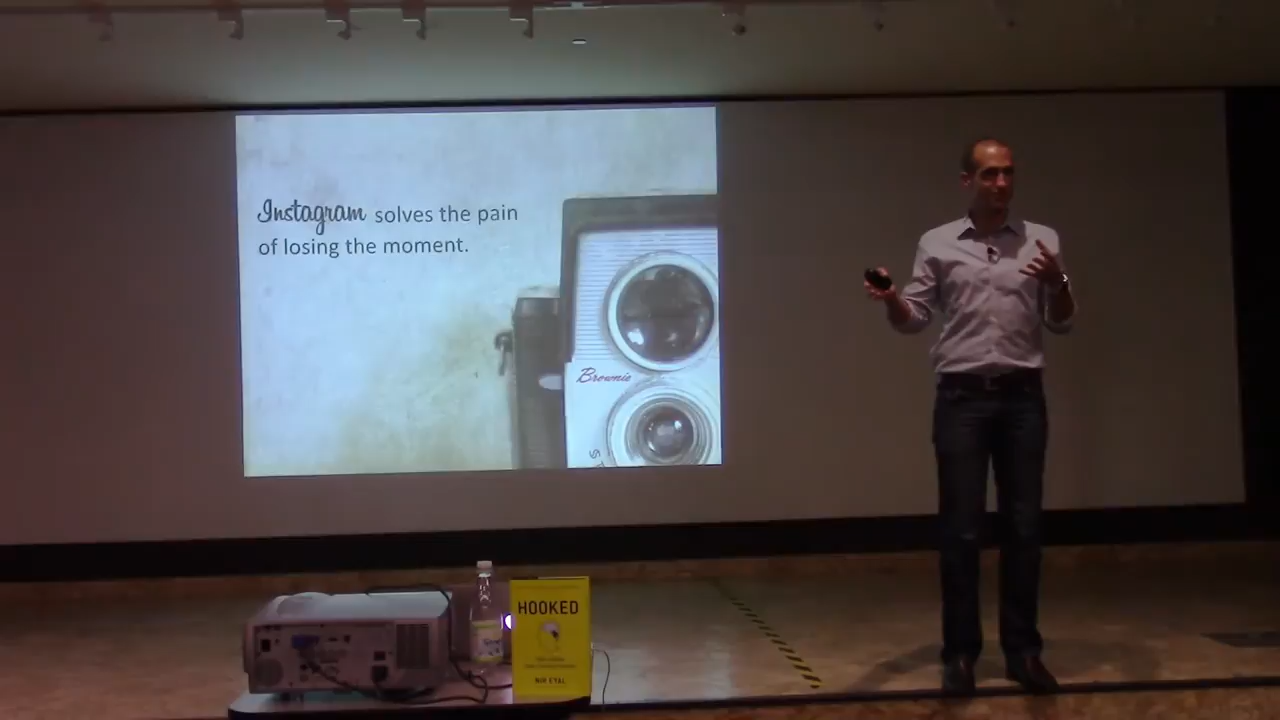 Instagram solves the pain
of losing the moment.
Brownie
HOOKED
NIR EYAL